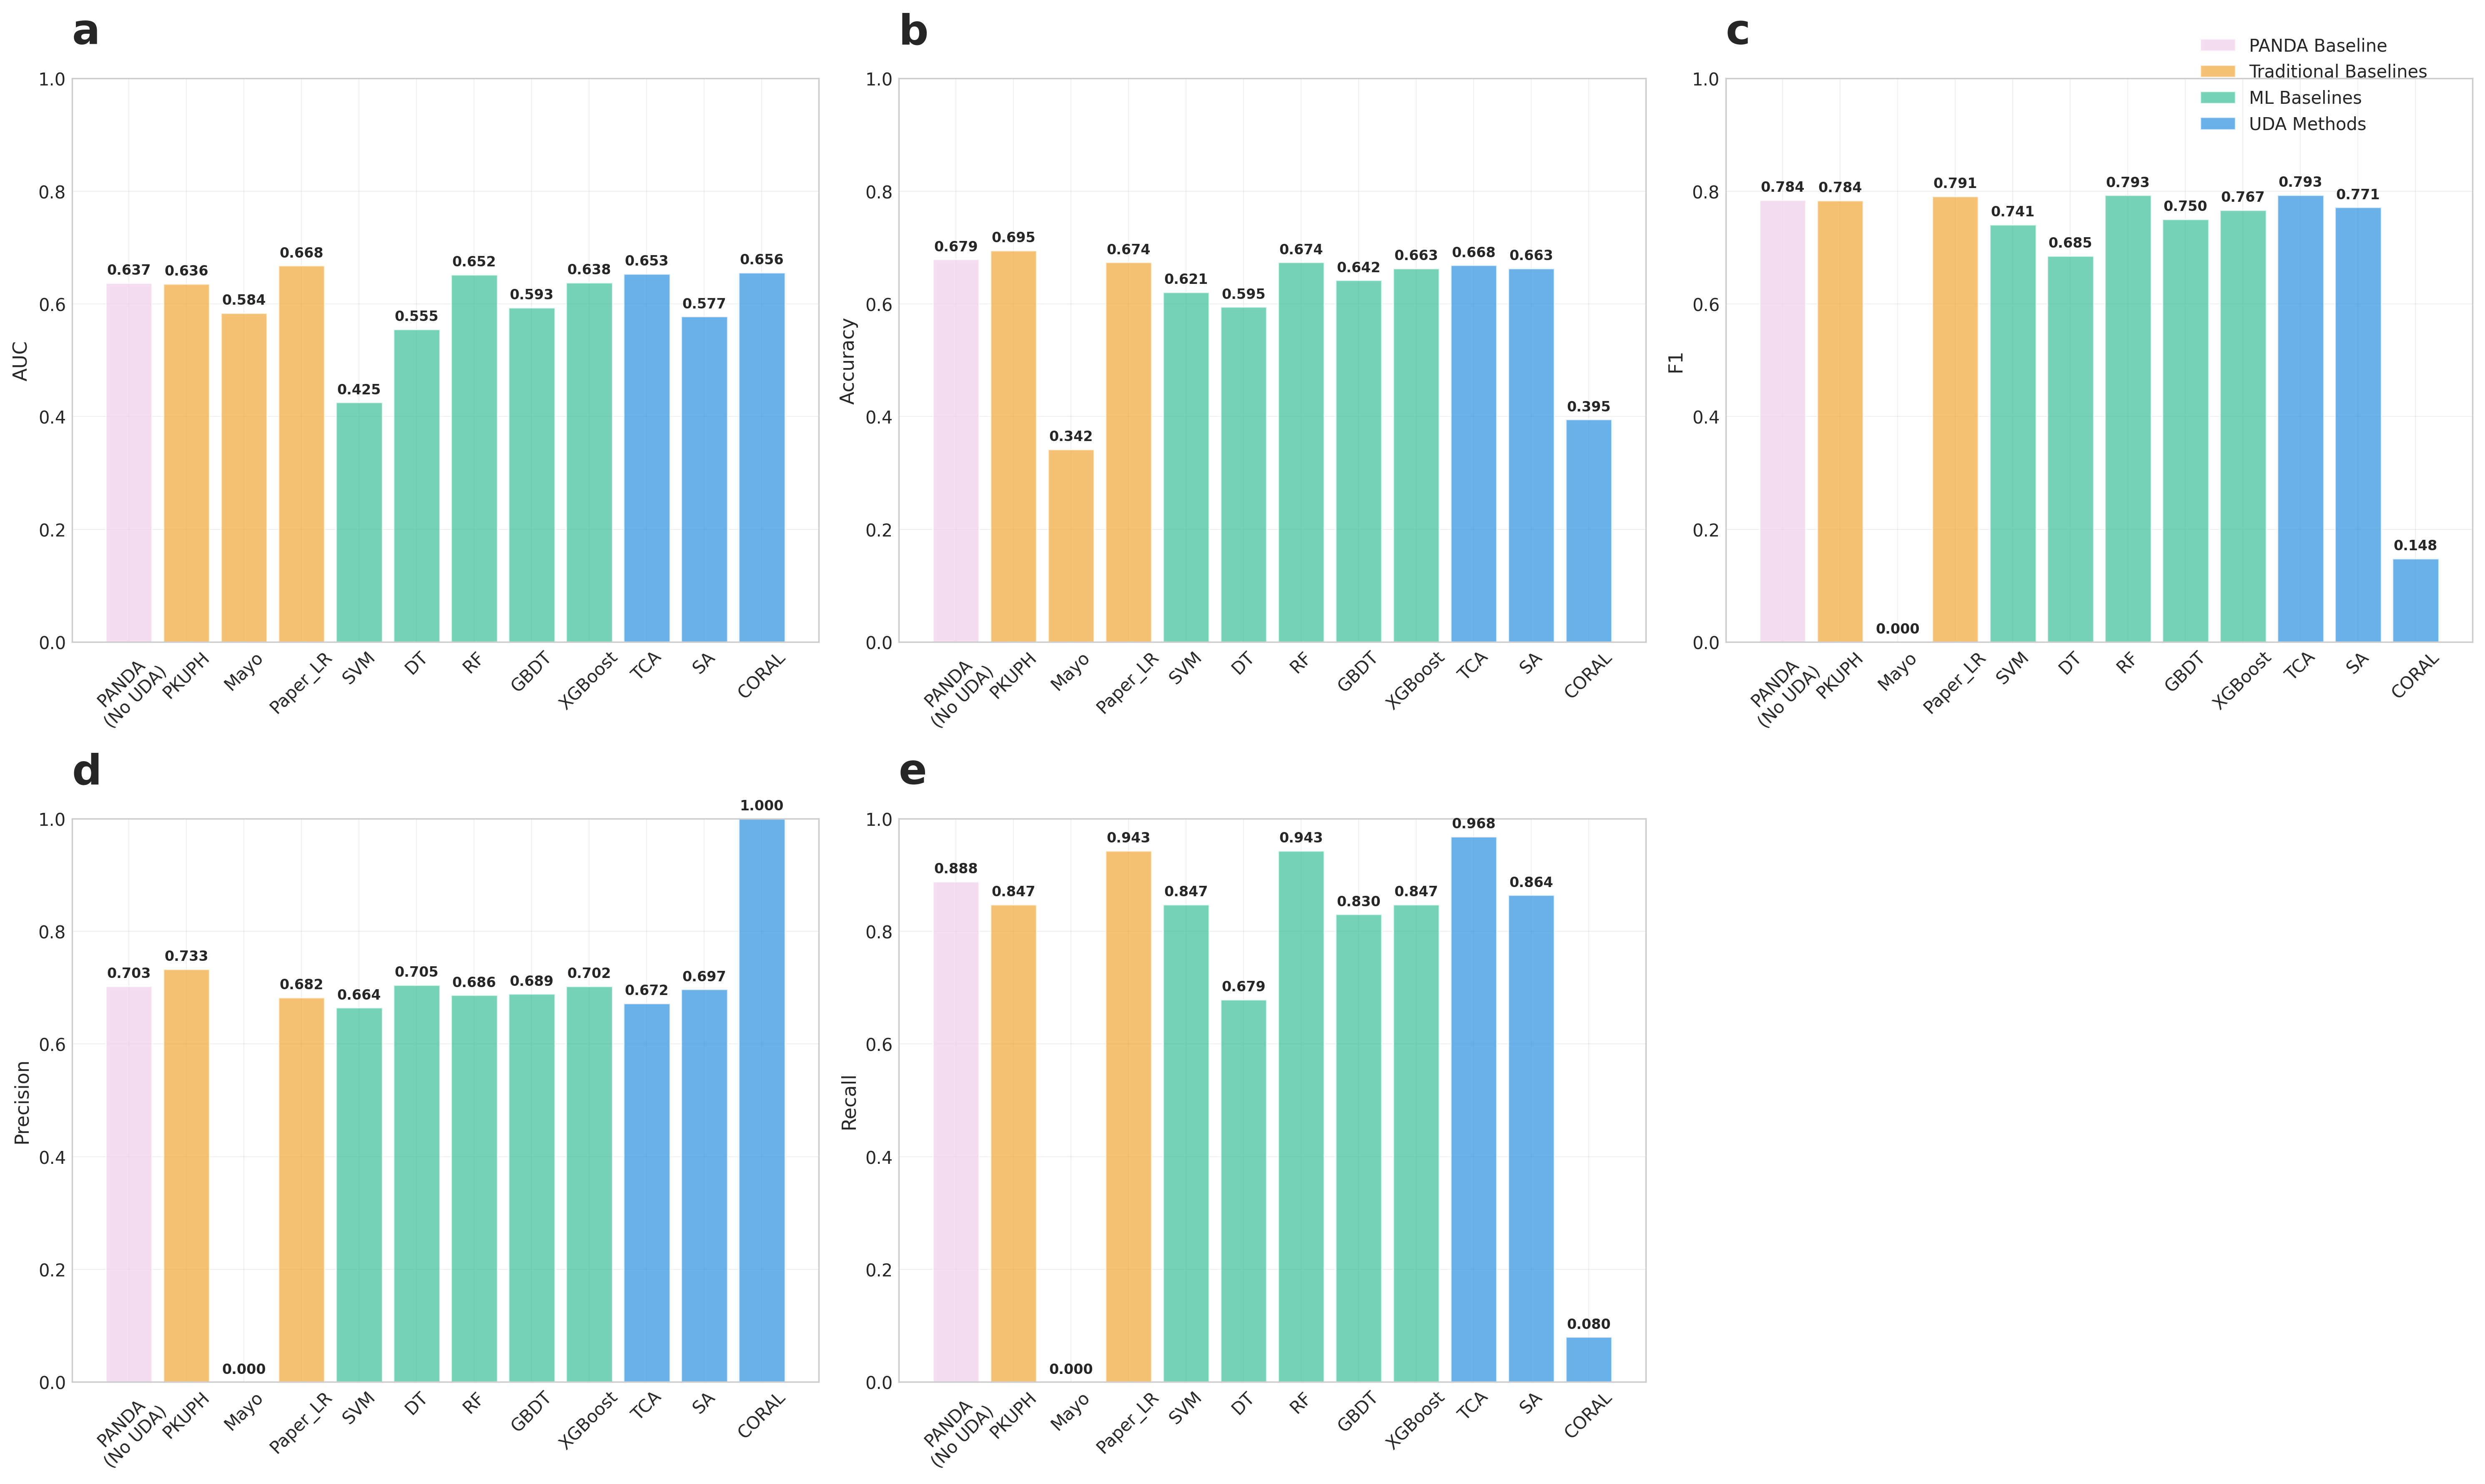 a
1.0
0.8
0.6
0.4
0.2
0.0
AUC
0.637
0.636
0.584
0.668
0.425
0.555
0.652
0.593
0.638
0.653
0.577
0.656
PANDA
(No UDA)
PKUPH
Mayo
Paper_LR
SVM
DT
RF
GBDT
XGBoost
TCA
SA
CORAL
b
1.0
0.8
0.6
0.4
0.2
0.0
Accuracy
0.679
0.695
0.342
0.674
0.621
0.595
0.674
0.642
0.663
0.668
0.663
0.395
PANDA
(No UDA)
PKUPH
Mayo
Paper_LR
SVM
DT
RF
GBDT
XGBoost
TCA
SA
CORAL
c
PANDA Baseline
Traditional Baselines
ML Baselines
UDA Methods
1.0
0.8
0.6
0.4
0.2
0.0
F1
0.784
0.784
0.000
0.791
0.741
0.685
0.793
0.750
0.767
0.793
0.771
0.148
PANDA
(No UDA)
PKUPH
Mayo
Paper_LR
SVM
DT
RF
GBDT
XGBoost
TCA
SA
CORAL
d
1.0
0.8
0.6
0.4
0.2
0.0
Precision
0.703
0.733
0.000
0.682
0.664
0.705
0.686
0.689
0.702
0.672
0.697
1.000
PANDA
(No UDA)
PKUPH
Mayo
Paper_LR
SVM
DT
RF
GBDT
XGBoost
TCA
SA
CORAL
e
1.0
0.8
0.6
0.4
0.2
0.0
Recall
0.888
0.847
0.000
0.943
0.847
0.679
0.943
0.830
0.847
0.968
0.864
0.080
PANDA
(No UDA)
PKUPH
Mayo
Paper_LR
SVM
DT
RF
GBDT
XGBoost
TCA
SA
CORAL